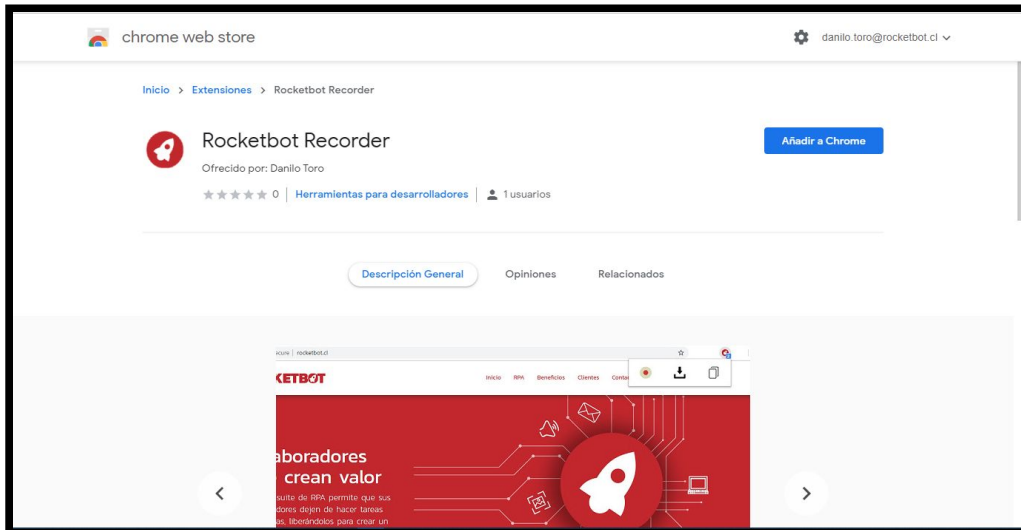 chrome web store
danilo.toro@rocketbot.cl
Inicio > Extensiones > Rocketbot Recorder
Rocketbot Recorder
Añadir a Chrome
Ofrecido por: Danilo Toro
0 | Herramientas para desarrolladores | 1 usuarios
Descripción General Opiniones Relacionados
ecure | rocketbot.cl
KETBOT
Inicio RPA Beneficios Clientes Conta
aboradores
crean valor
suite de RPA permite que sus
dores dejen de hacer tareas
as, liberándolos para crear un